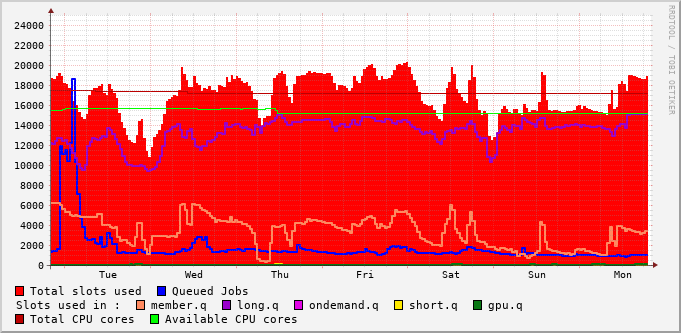 RRDTOOL / TOBI OETIKER
24000
22000
20000
18000
16000
14000
12000
10000
8000
6000
4000
2000
0
Tue Wed Thu Fri Sat Sun Mon
Total slots used Queued Jobs
Slots used in : member.q long.q ondemand.q short.q gpu.q
Total CPU cores Available CPU cores